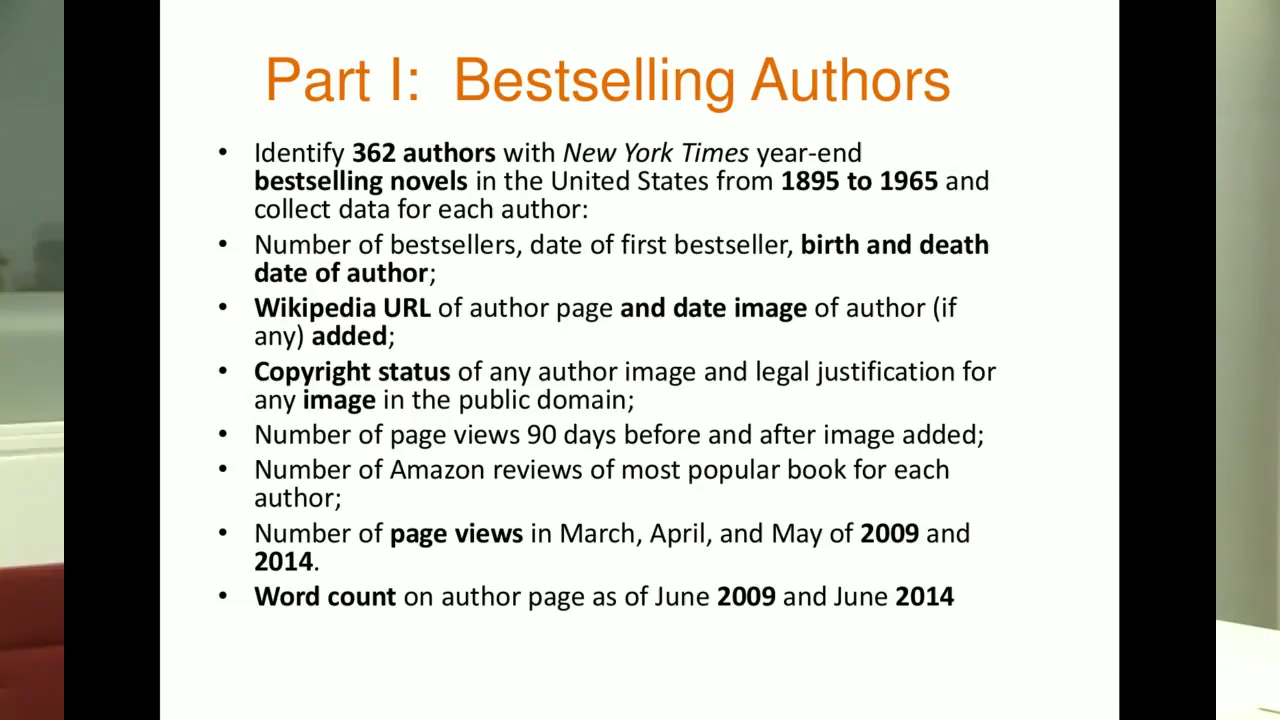 Part I: Bestselling Authors
• Identify 362 authors with New York Times year-end
bestselling novels in the United States from 1895 to 1965 and
collect data for each author:
• Number of bestsellers, date of first bestseller, birth and death
date of author;
• Wikipedia URL of author page and date image of author (if
any) added;
• Copyright status of any author image and legal justification for
any image in the public domain;
• Number of page views 90 days before and after image added;
• Number of Amazon reviews of most popular book for each
author;
• Number of page views in March, April, and May of 2009 and
2014.
• Word count on author page as of June 2009 and June 2014